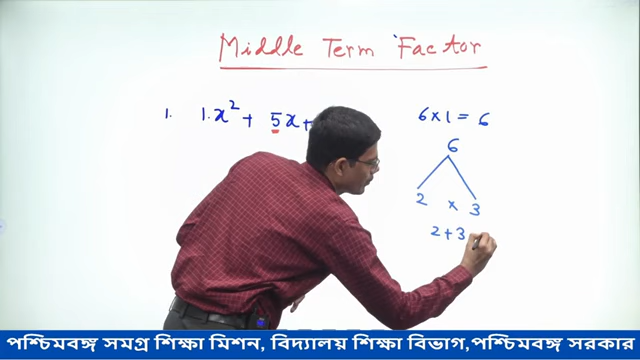 Middle Term Factor
1. 1.x² + 5x +
6 × 1 = 6
6
2 × 3
2 + 3
পশ্চিমবঙ্গ সমগ্র শিক্ষা মিশন, বিদ্যালয় শিক্ষা বিভাগ,পশ্চিমবঙ্গ সরকার